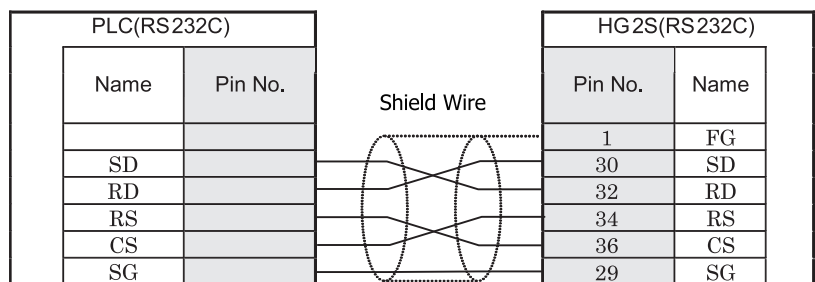 PLC(RS232C) HG2S(RS232C)
Name Pin No. Pin No. Name
Shield Wire
1 FG
SD 30 SD
RD 32 RD
RS 34 RS
CS 36 CS
SG 29 SG